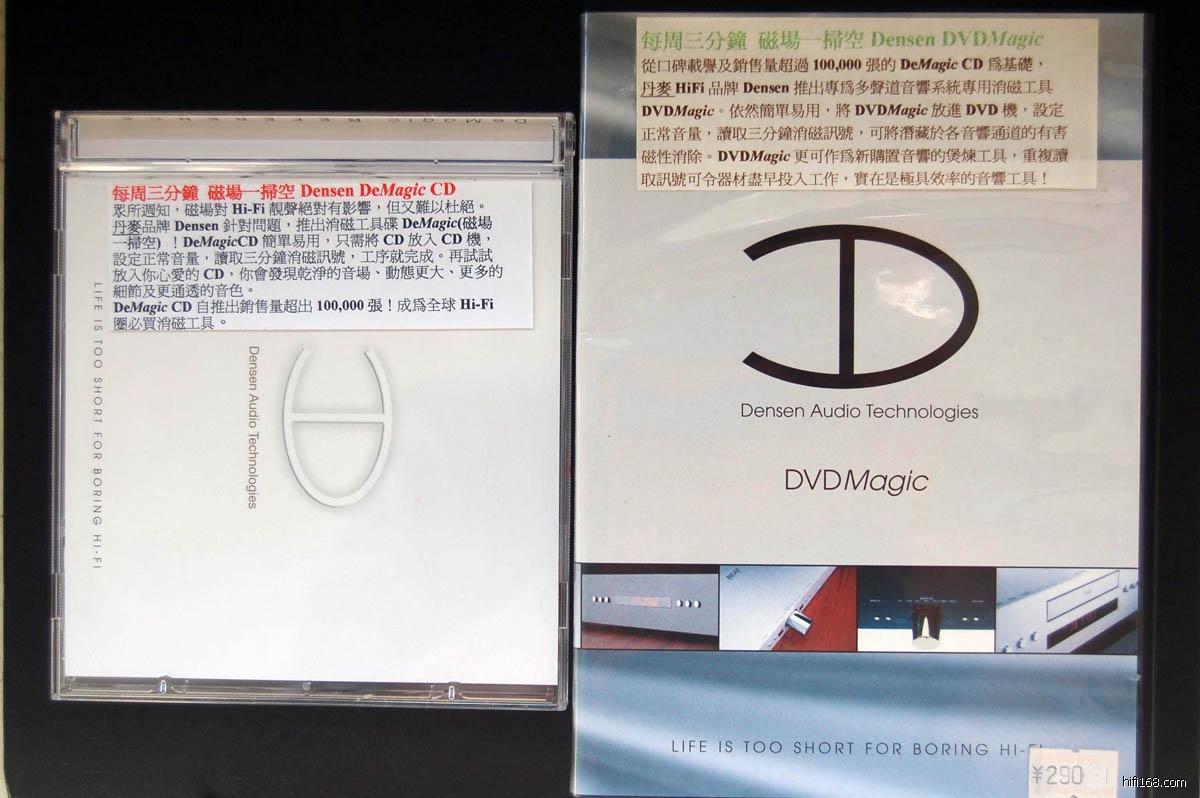 DeMagic REFERENCE
每周三分鐘 磁場一掃空 Densen DeMagic CD
眾所週知，磁場對 Hi-Fi 靚聲絕對有影響，但又難以杜絕。
丹麥品牌 Densen 針對問題，推出消磁工具碟 DeMagic(磁場
一掃空) ！DeMagicCD 簡單易用，只需將 CD 放入 CD 機，
設定正常音量，讀取三分鐘消磁訊號，工序就完成。再試試
放入你心愛的 CD，你會發現乾淨的音場、動態更大、更多的
細節及更通透的音色。
DeMagic CD 自推出銷售量超出 100,000 張！成爲全球 Hi-Fi
圈必買消磁工具。
LIFE IS TOO SHORT FOR BORING HI-FI
Densen Audio Technologies
每周三分鐘 磁場一掃空 Densen DVDMagic
從口碑載譽及銷售量超過 100,000 張的 DeMagic CD 爲基礎，
丹麥 HiFi 品牌 Densen 推出專爲多聲道音響系統專用消磁工具
DVDMagic。依然簡單易用，將 DVDMagic 放進 DVD 機，設定
正常音量，讀取三分鐘消磁訊號，可將潛藏於各音響通道的有害
磁性消除。DVDMagic 更可作爲新購置音響的煲煉工具，重複讀
取訊號可令器材盡早投入工作，實在是極具效率的音響工具！
Densen Audio Technologies
DVDMagic
LIFE IS TOO SHORT FOR BORING HI-F
¥290
hifi168.com